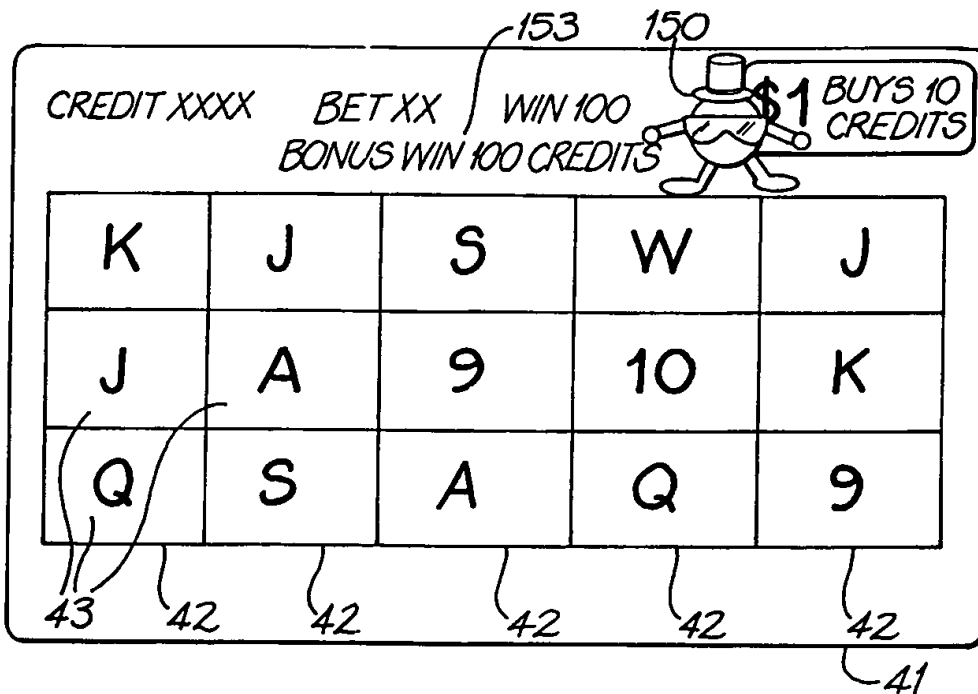 153 150
CREDIT XXXX BET XX WIN 100 $1 BUYS 10
CREDITS
BONUS WIN 100 CREDITS
K J S W J
J A 9 10 K
Q S A Q 9
43 42 42 42 42 42
41